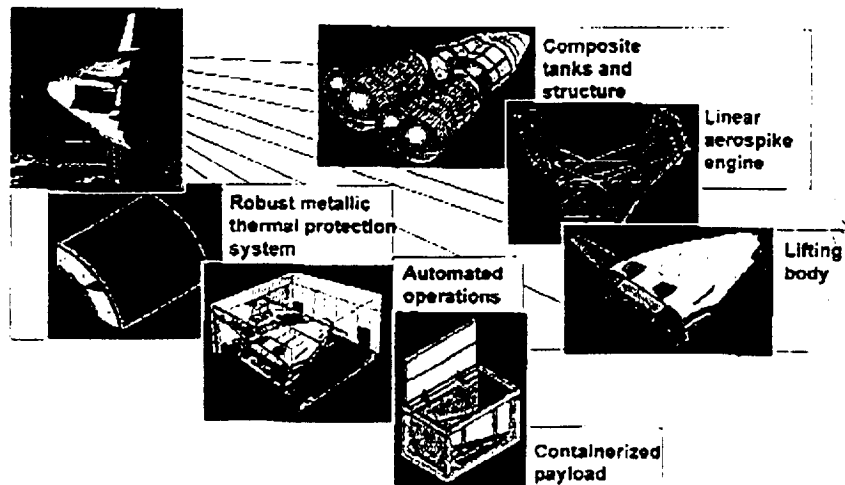 Composite
tanks and
structure
Linear
aerospike
engine
Robust metallic
thermal protection
system
Automated
operations
Lifting
body
Containerized
payload